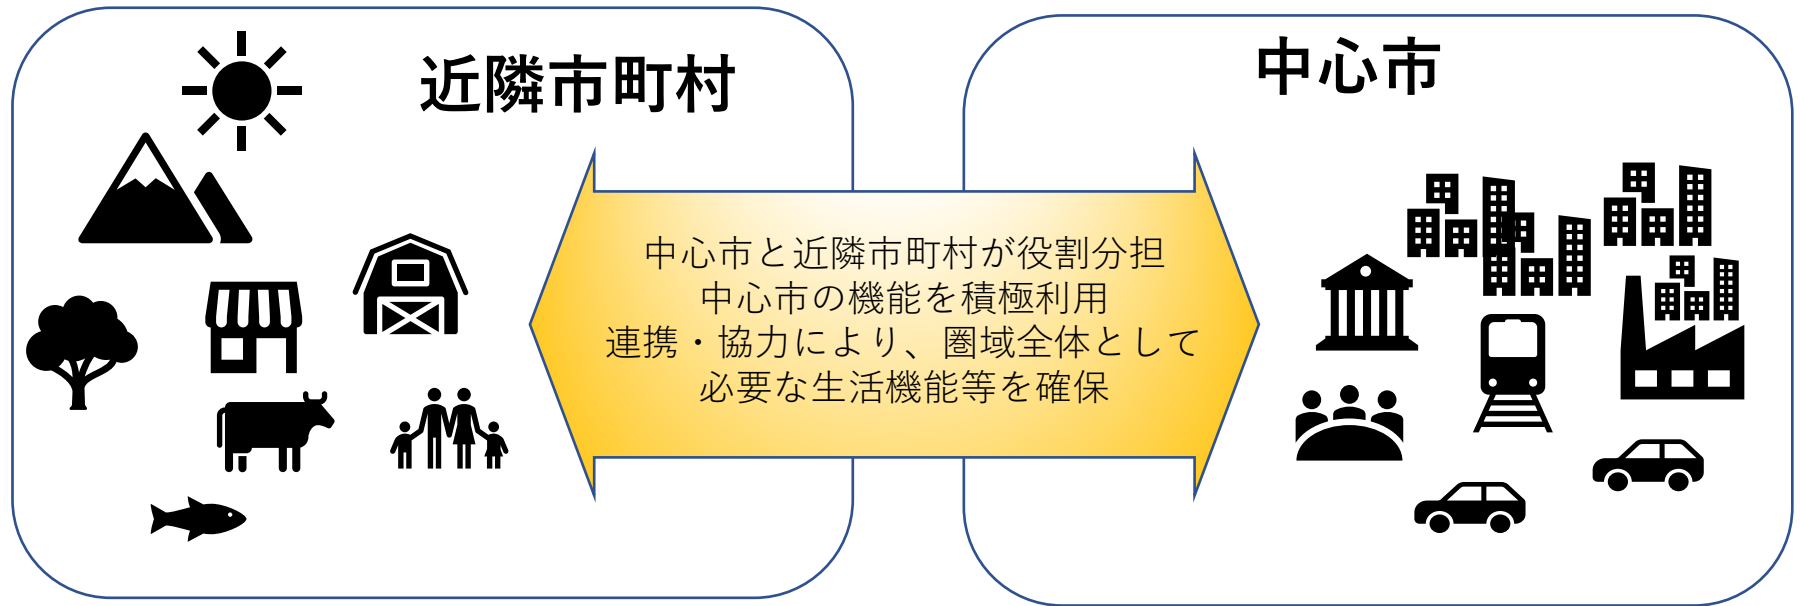 近隣市町村
中心市
中心市と近隣市町村が役割分担
中心市の機能を積極利用
連携・協力により、圏域全体として
必要な生活機能等を確保